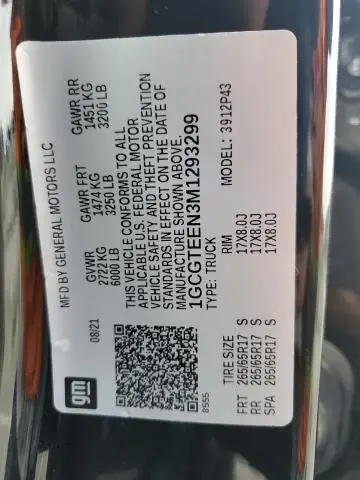 gm
MFD BY GENERAL MOTORS LLC
08/21
GVWR GAWR FRT GAWR RR
2722 KG 1474 KG 1451 KG
6000 LB 3250 LB 3200 LB
THIS VEHICLE CONFORMS TO ALL
APPLICABLE U.S. FEDERAL MOTOR
VEHICLE SAFETY AND THEFT PREVENTION
STANDARDS IN EFFECT ON THE DATE OF
MANUFACTURE SHOWN ABOVE.
1GCGTEEN3M1293299
TYPE: TRUCK MODEL: 3912P43
8555
TIRE SIZE RIM
FRT 265/65R17 S 17X8.0J
RR 265/65R17 S 17X8.0J
SPA 265/65R17 S 17X8.0J